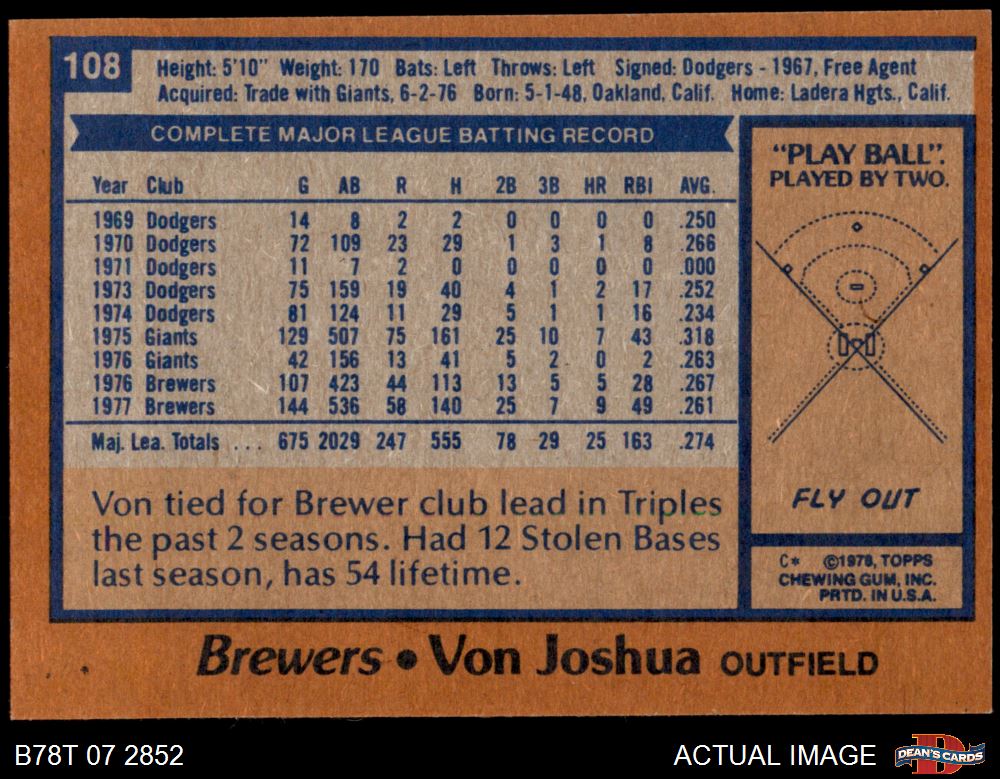 108
Height: 5'10" Weight: 170 Bats: Left Throws: Left Signed: Dodgers - 1967, Free Agent
Acquired: Trade with Giants, 6-2-76 Born: 5-1-48, Oakland, Calif. Home: Ladera Hgts., Calif.
COMPLETE MAJOR LEAGUE BATTING RECORD
Year Club G AB R H 2B 3B HR RBI AVG.
1969 Dodgers 14 8 2 2 0 0 0 0 .250
1970 Dodgers 72 109 23 29 1 3 1 8 .266
1971 Dodgers 11 7 2 0 0 0 0 0 .000
1973 Dodgers 75 159 19 40 4 1 2 17 .252
1974 Dodgers 81 124 11 29 5 1 1 16 .234
1975 Giants 129 507 75 161 25 10 7 43 .318
1976 Giants 42 156 13 41 5 2 0 2 .263
1976 Brewers 107 423 44 113 13 5 5 28 .267
1977 Brewers 144 536 58 140 25 7 9 49 .261
Maj. Lea. Totals ... 675 2029 247 555 78 29 25 163 .274
Von tied for Brewer club lead in Triples
the past 2 seasons. Had 12 Stolen Bases
last season, has 54 lifetime.
"PLAY BALL".
PLAYED BY TWO.
FLY OUT
C* ©1978, TOPPS
CHEWING GUM, INC.
PRTD. IN U.S.A.
Brewers • Von Joshua OUTFIELD
B78T 07 2852
ACTUAL IMAGE
D
DEAN'S CARDS